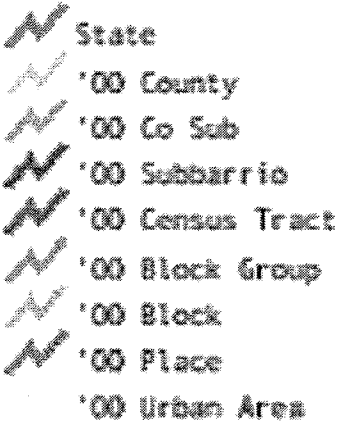 State
'00 County
'00 Co Sub
'00 Subbarrio
'00 Census Tract
'00 Block Group
'00 Block
'00 Place
'00 Urban Area